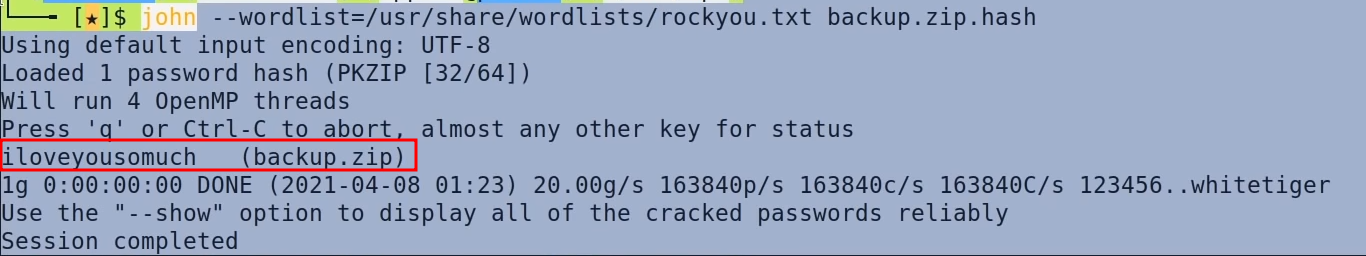 └──╼ [★]$ john --wordlist=/usr/share/wordlists/rockyou.txt backup.zip.hash
Using default input encoding: UTF-8
Loaded 1 password hash (PKZIP [32/64])
Will run 4 OpenMP threads
Press 'q' or Ctrl-C to abort, almost any other key for status
iloveyousomuch   (backup.zip)
1g 0:00:00:00 DONE (2021-04-08 01:23) 20.00g/s 163840p/s 163840c/s 163840C/s 123456..whitetiger
Use the "--show" option to display all of the cracked passwords reliably
Session completed